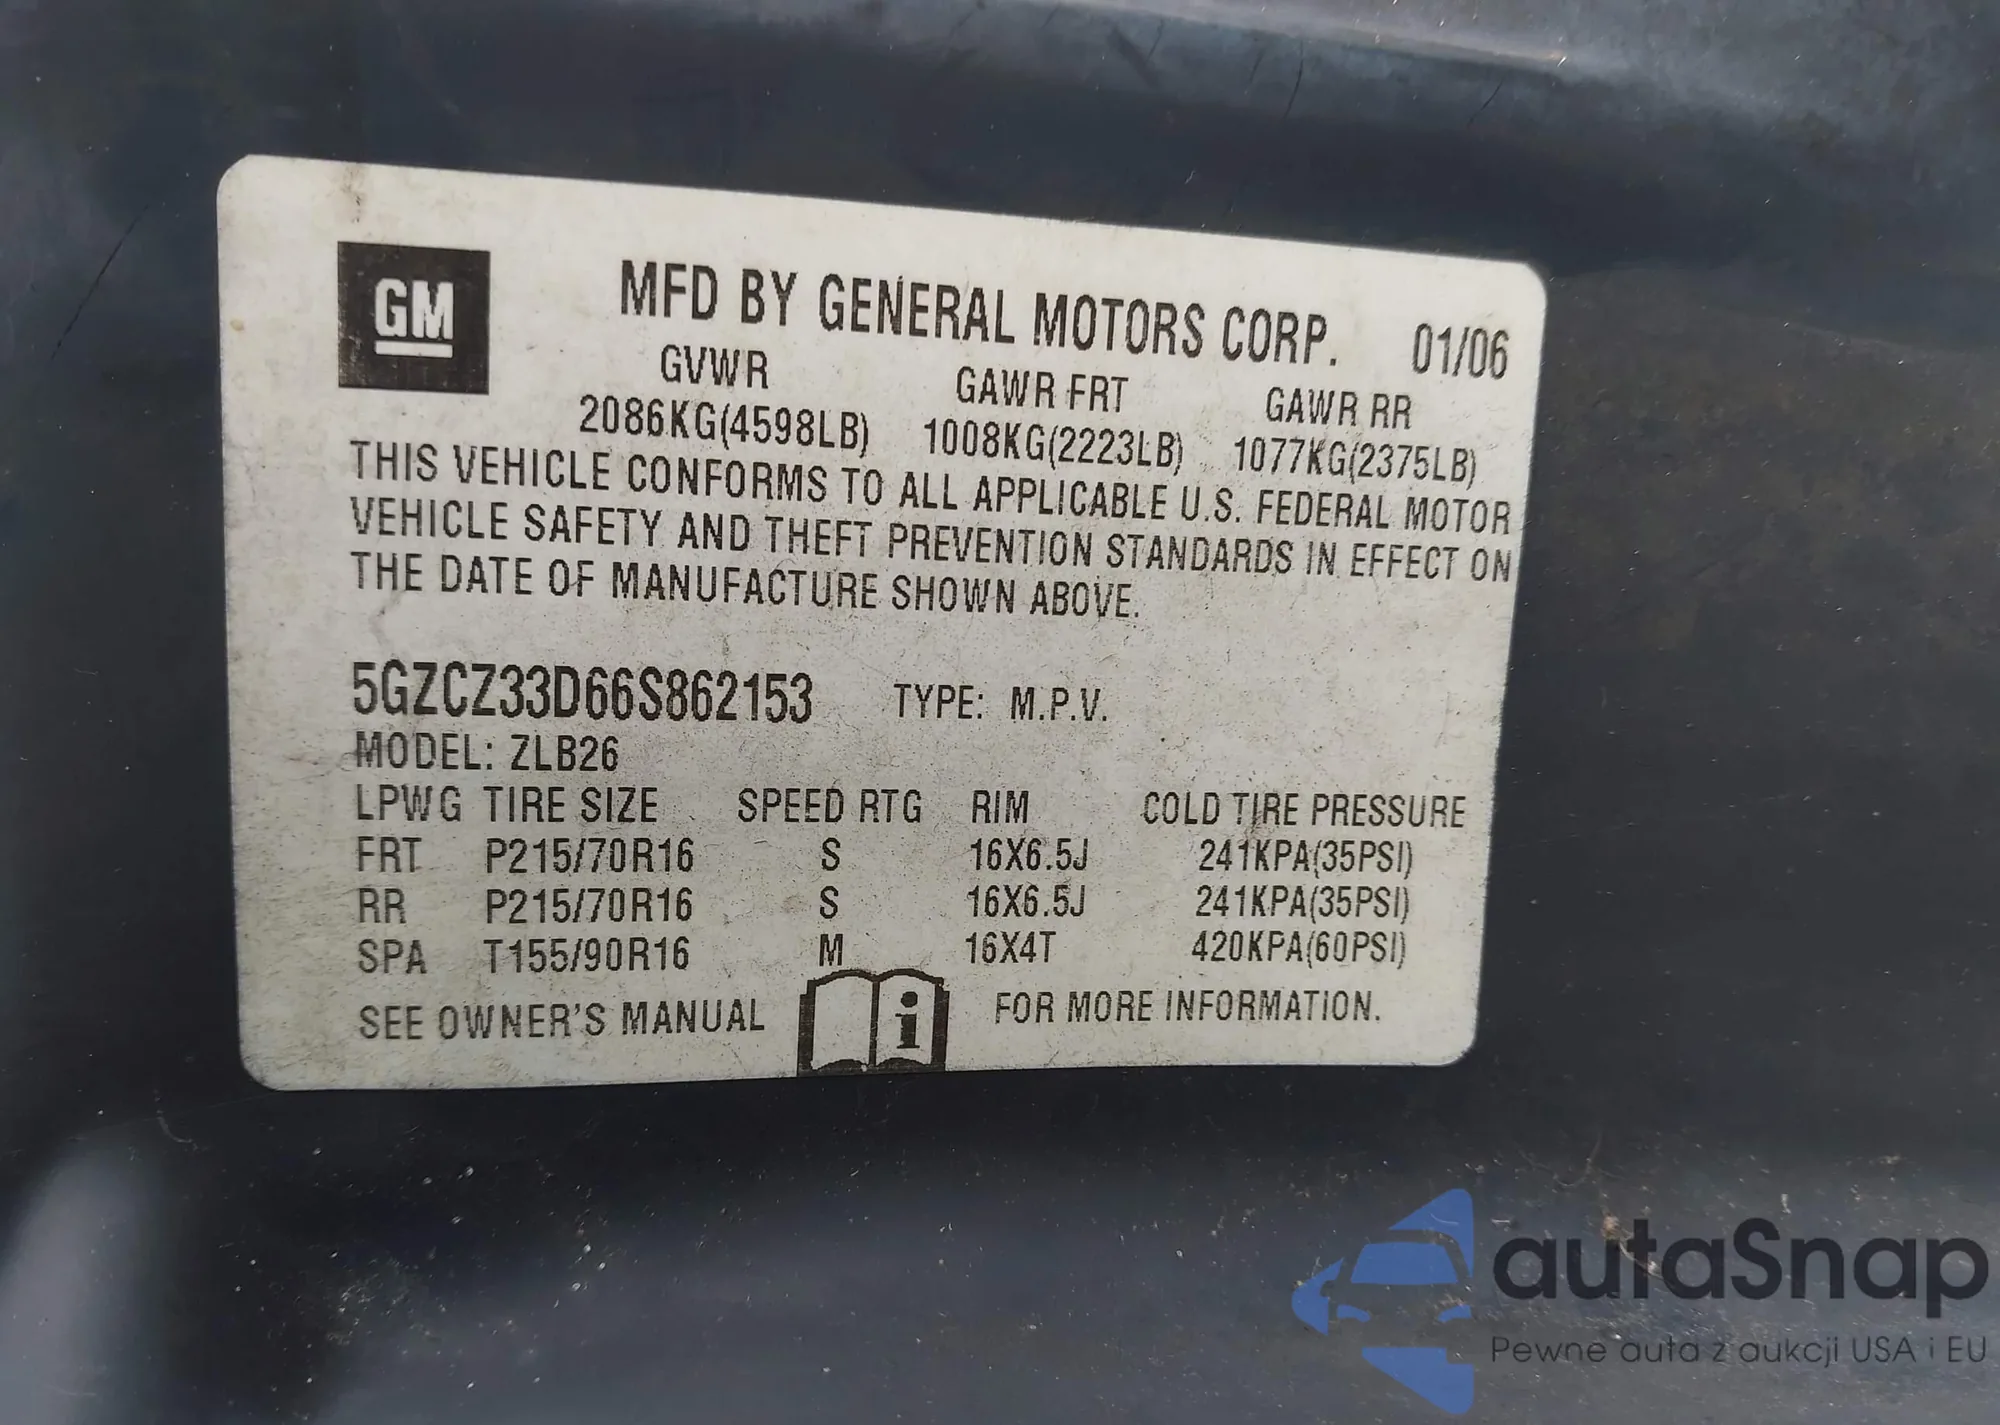 GM
MFD BY GENERAL MOTORS CORP. 01/06
GVWR GAWR FRT GAWR RR
2086KG(4598LB) 1008KG(2223LB) 1077KG(2375LB)
THIS VEHICLE CONFORMS TO ALL APPLICABLE U.S. FEDERAL MOTOR
VEHICLE SAFETY AND THEFT PREVENTION STANDARDS IN EFFECT ON
THE DATE OF MANUFACTURE SHOWN ABOVE.
5GZCZ33D66S862153 TYPE: M.P.V.
MODEL: ZLB26
LPWG TIRE SIZE SPEED RTG RIM COLD TIRE PRESSURE
FRT P215/70R16 S 16X6.5J 241KPA(35PSI)
RR P215/70R16 S 16X6.5J 241KPA(35PSI)
SPA T155/90R16 M 16X4T 420KPA(60PSI)
SEE OWNER'S MANUAL i FOR MORE INFORMATION.
autaSnap
Pewne auta z aukcji USA i EU